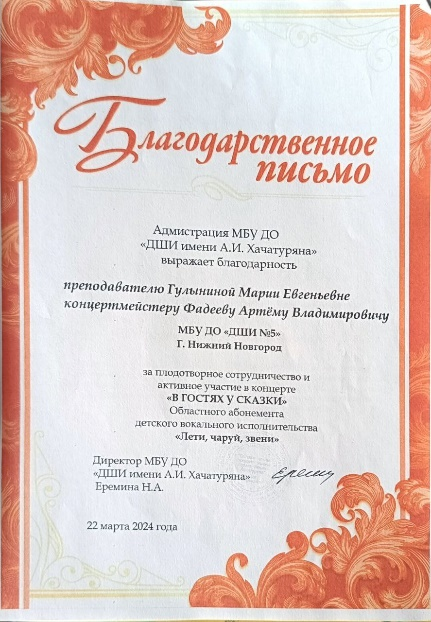 Благодарственное
письмо
Адмистрация МБУ ДО
«ДШИ имени А.И. Хачатуряна»
выражает благодарность
преподавателю Гулыниной Марии Евгеньевне
концертмейстеру Фадееву Артёму Владимировичу
МБУ ДО «ДШИ №5»
Г. Нижний Новгород
за плодотворное сотрудничество и
активное участие в концерте
«В ГОСТЯХ У СКАЗКИ»
Областного абонемента
детского вокального исполнительства
«Лети, чаруй, звени»
Директор МБУ ДО
«ДШИ имени А.И. Хачатуряна»
Еремина Н.А.
22 марта 2024 года